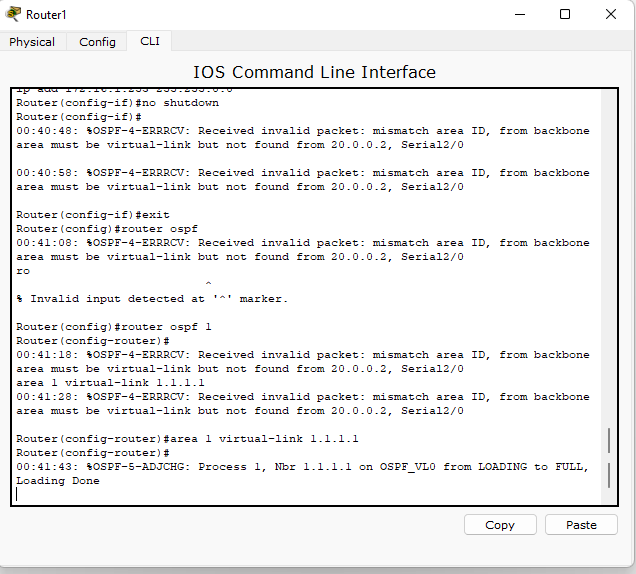 Router1
Physical Config CLI
IOS Command Line Interface
ip add 172.16.1.255 255.255.0.0
Router(config-if)#no shutdown
Router(config-if)#
00:40:48: %OSPF-4-ERRRCV: Received invalid packet: mismatch area ID, from backbone
area must be virtual-link but not found from 20.0.0.2, Serial2/0
00:40:58: %OSPF-4-ERRRCV: Received invalid packet: mismatch area ID, from backbone
area must be virtual-link but not found from 20.0.0.2, Serial2/0
Router(config-if)#exit
Router(config)#router ospf
00:41:08: %OSPF-4-ERRRCV: Received invalid packet: mismatch area ID, from backbone
area must be virtual-link but not found from 20.0.0.2, Serial2/0
ro
^
% Invalid input detected at '^' marker.
Router(config)#router ospf 1
Router(config-router)#
00:41:18: %OSPF-4-ERRRCV: Received invalid packet: mismatch area ID, from backbone
area must be virtual-link but not found from 20.0.0.2, Serial2/0
area 1 virtual-link 1.1.1.1
00:41:28: %OSPF-4-ERRRCV: Received invalid packet: mismatch area ID, from backbone
area must be virtual-link but not found from 20.0.0.2, Serial2/0
Router(config-router)#area 1 virtual-link 1.1.1.1
Router(config-router)#
00:41:43: %OSPF-5-ADJCHG: Process 1, Nbr 1.1.1.1 on OSPF_VL0 from LOADING to FULL,
Loading Done
Copy Paste